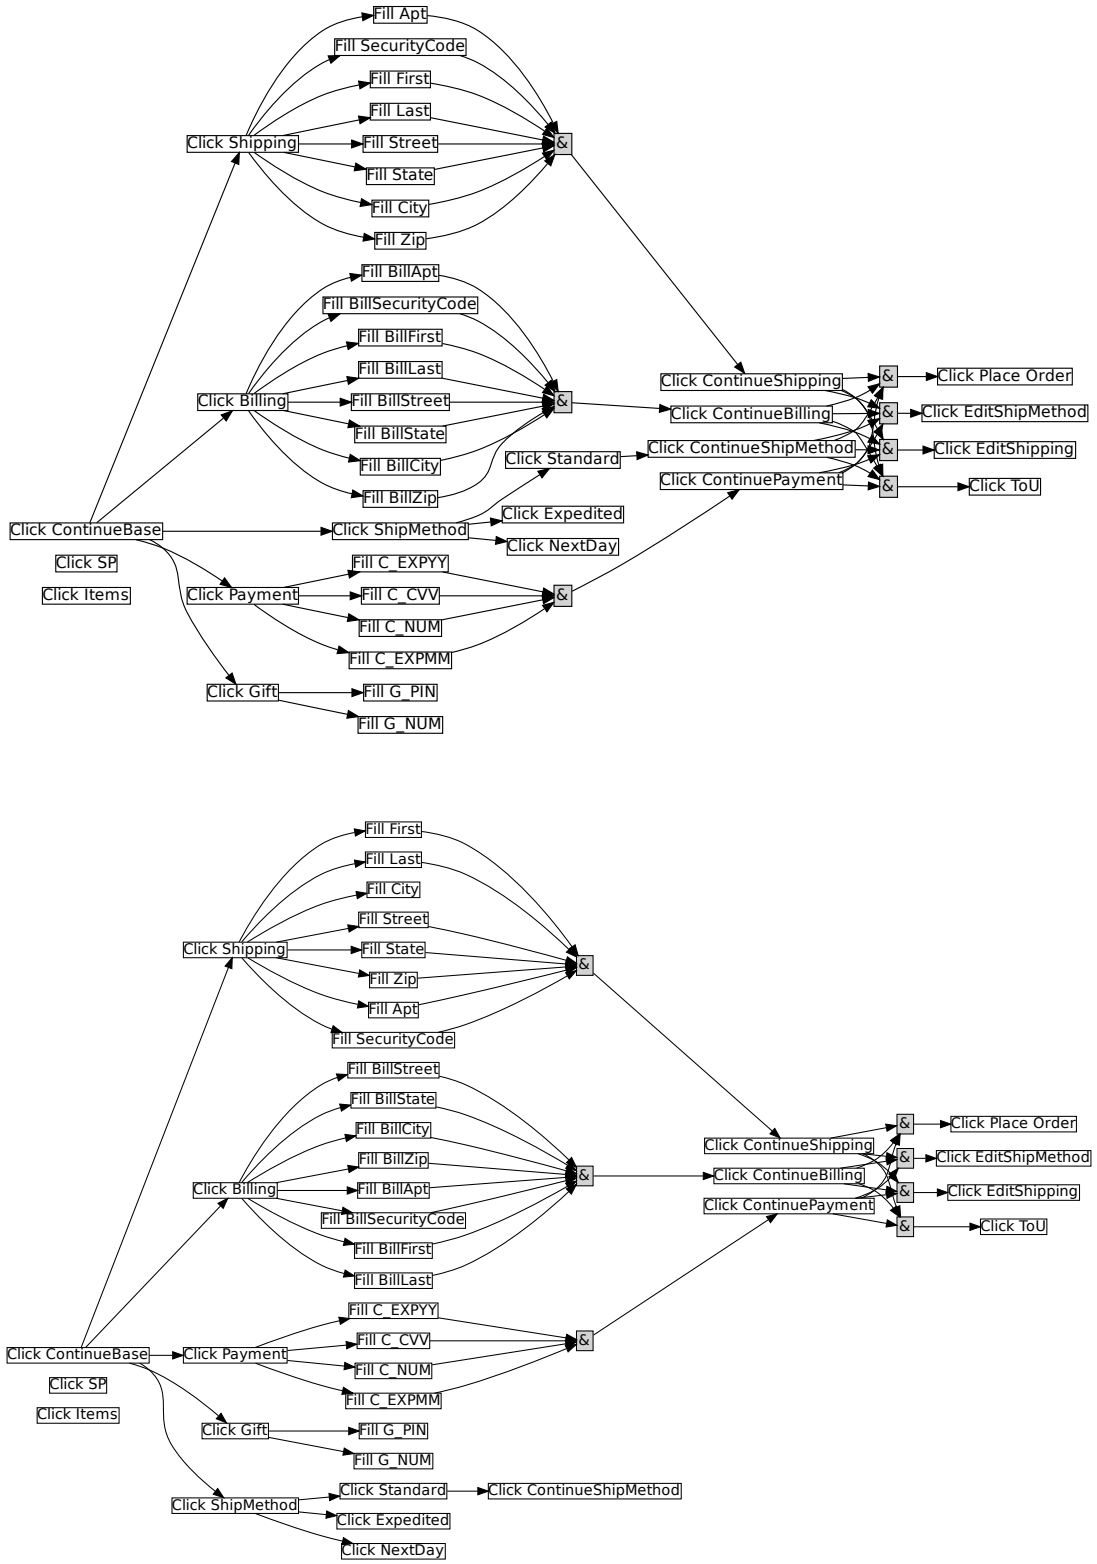 Fill Apt
Fill SecurityCode
Fill First
Fill Last
Click Shipping
Fill Street
&
Fill State
Fill City
Fill Zip
Fill BillApt
Fill BillSecurityCode
Fill BillFirst
Fill BillLast
Click Billing
Fill BillStreet
&
Fill BillState
Fill BillCity
Fill BillZip
Click ContinueShipping
Click ContinueBilling
Click Standard
Click ContinueShipMethod
Click ContinuePayment
&
Click Place Order
&
Click EditShipMethod
&
Click EditShipping
&
Click ToU
Click ContinueBase
Click ShipMethod
Click Expedited
Click NextDay
Click SP
Click Items
Click Payment
Fill C_EXPYY
Fill C_CVV
&
Fill C_NUM
Fill C_EXPMM
Click Gift
Fill G_PIN
Fill G_NUM
Fill First
Fill Last
Fill City
Fill Street
Click Shipping
Fill State
&
Fill Zip
Fill Apt
Fill SecurityCode
Fill BillStreet
Fill BillState
Fill BillCity
Fill BillZip
&
Click Billing
Fill BillApt
Fill BillSecurityCode
Fill BillFirst
Fill BillLast
Click ContinueShipping
Click ContinueBilling
Click ContinuePayment
&
Click Place Order
&
Click EditShipMethod
&
Click EditShipping
&
Click ToU
Fill C_EXPYY
Fill C_CVV
&
Click ContinueBase
Click Payment
Fill C_NUM
Fill C_EXPMM
Click SP
Click Items
Click Gift
Fill G_PIN
Fill G_NUM
Click ShipMethod
Click Standard
Click ContinueShipMethod
Click Expedited
Click NextDay